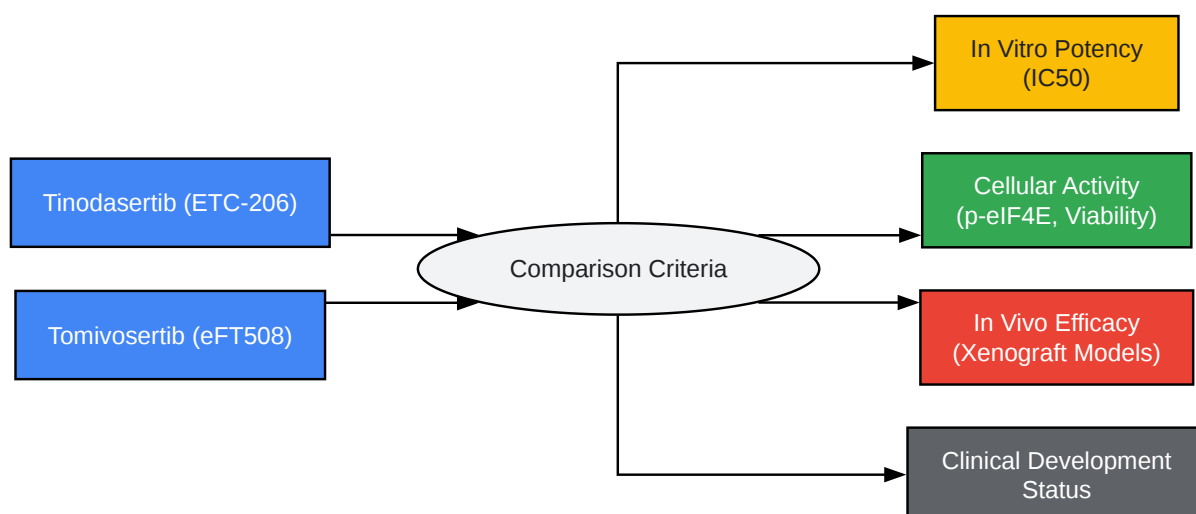 Tinodasertib (ETC-206)
Tomivosertib (eFT508)
Comparison Criteria
In Vitro Potency
(IC50)
Cellular Activity
(p-eIF4E, Viability)
In Vivo Efficacy
(Xenograft Models)
Clinical Development
Status